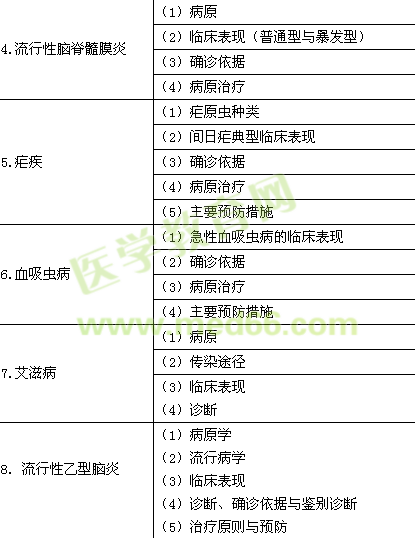 4.流行性脑脊髓膜炎
(1) 病原
(2) 临床表现（普通型与暴发型）
(3) 确诊依据
(4) 病原治疗
5.疟疾
(1) 疟原虫种类
(2) 间日疟典型临床表现
(3) 确诊依据
(4) 病原治疗
(5) 主要预防措施
6.血吸虫病
(1) 急性血吸虫病的临床表现
(2) 确诊依据
(3) 病原治疗
(4) 主要预防措施
7.艾滋病
(1) 病原
(2) 传染途径
(3) 临床表现
(4) 诊断
8. 流行性乙型脑炎
(1) 病原学
(2) 流行病学
(3) 临床表现
(4) 诊断、确诊依据与鉴别诊断
(5) 治疗原则与预防
医学教育网
www.med66.com